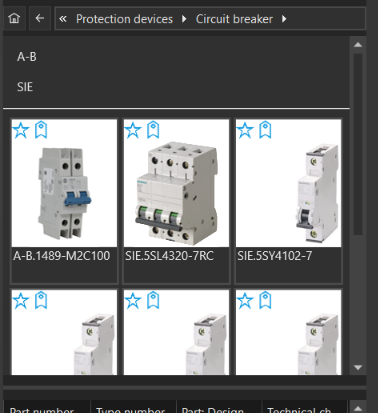 « Protection devices Circuit breaker
A-B
SIE
A-B.1489-M2C100 SIE.5SL4320-7RC SIE.5SY4102-7
Part number Type number Part: Design Technical ch